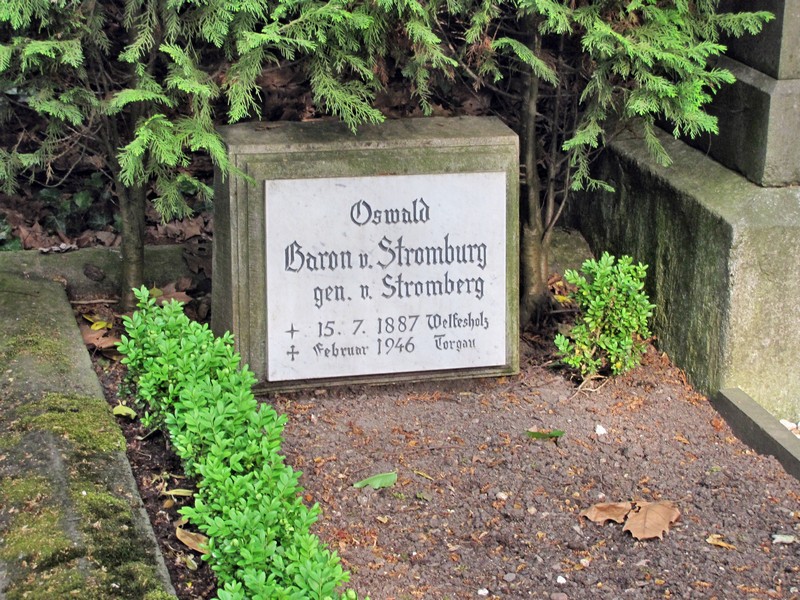 Oswald
Baron v. Stromburg
gen. v. Stromberg
+ 15. 7. 1887 Welfesholz
✝ Februar 1946 Torgau